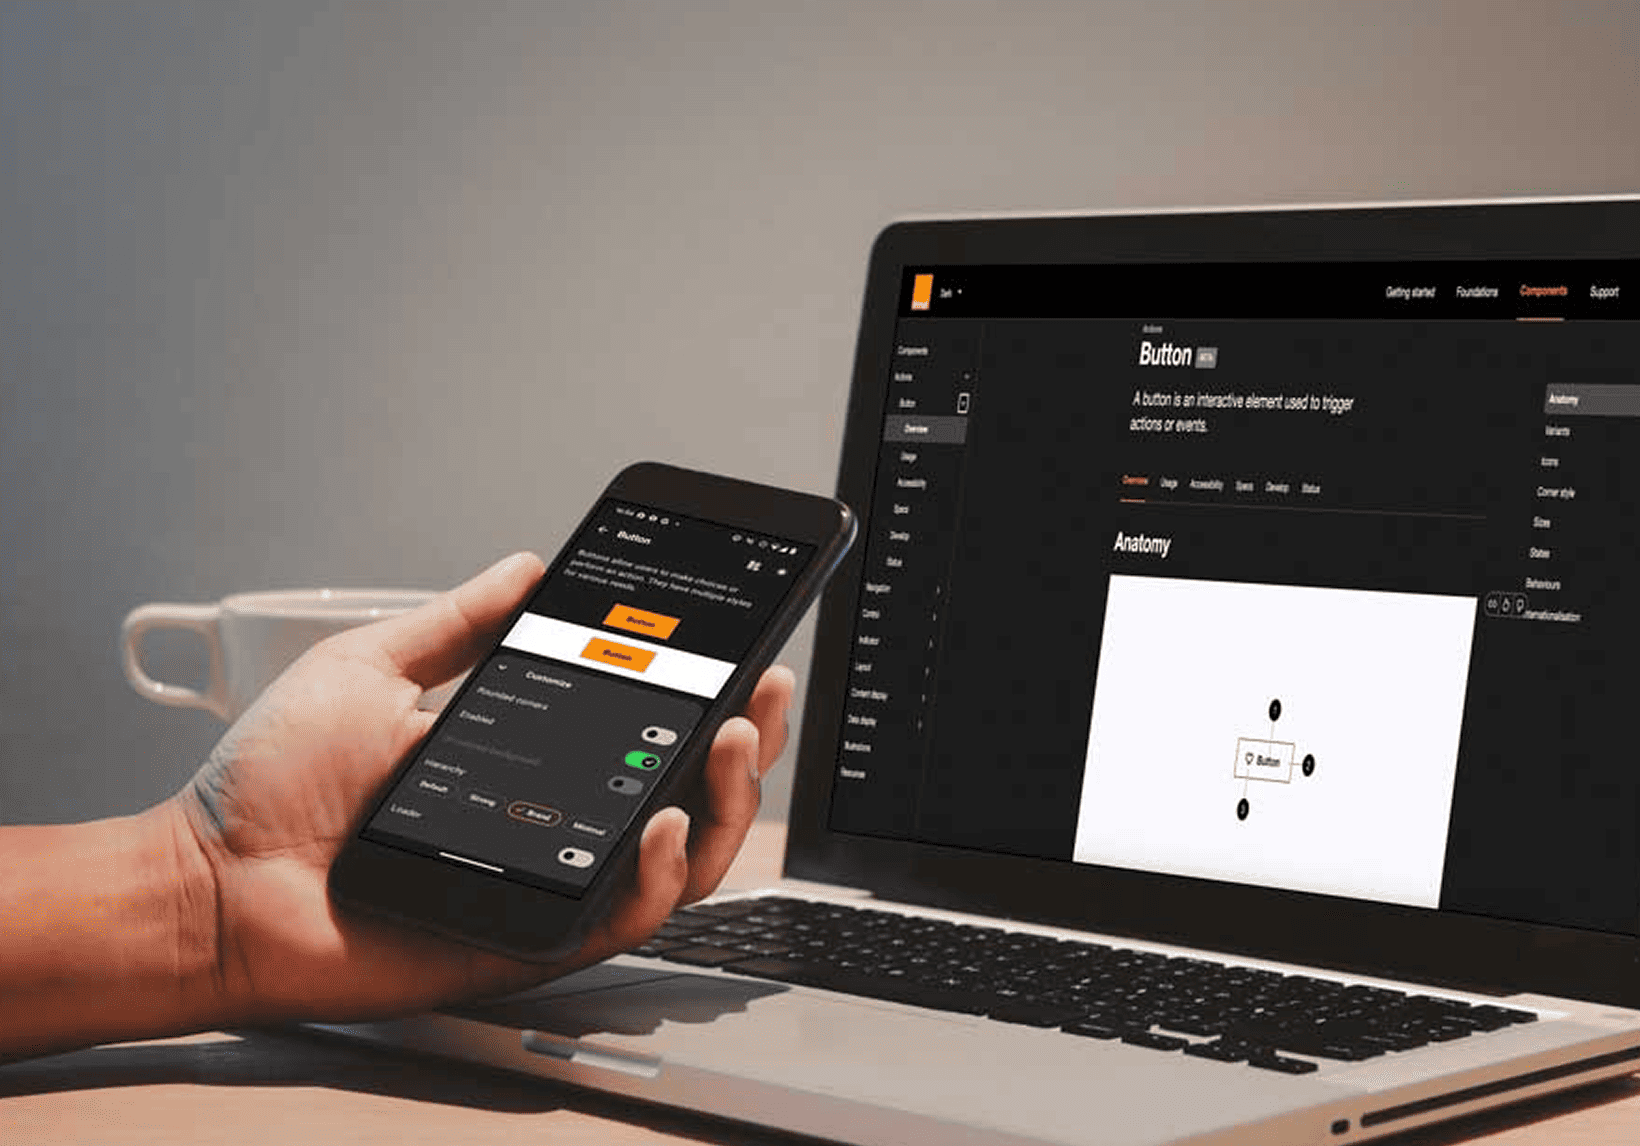 Button
Buttons allow users to make choices or
perform an action. They have multiple styles
for various needs.
Button
Button
Customize
Rounded corners
Enabled
Hierarchy
Default Strong Brand Minimal
Loader
Dark
Getting started Foundations Components Support
Components
Actions
Button
Overview
Usage
Accessibility
Specs
Develop
Status
Navigation
Control
Indicator
Layout
Content display
Data display
Illustrations
Resources
Actions
Button BETA
A button is an interactive element used to trigger
actions or events.
Overview Usage Accessibility Specs Develop Status
Anatomy
1
Button 2
3
Anatomy
Variants
Icons
Corner style
Sizes
States
Behaviours
Internationalisation